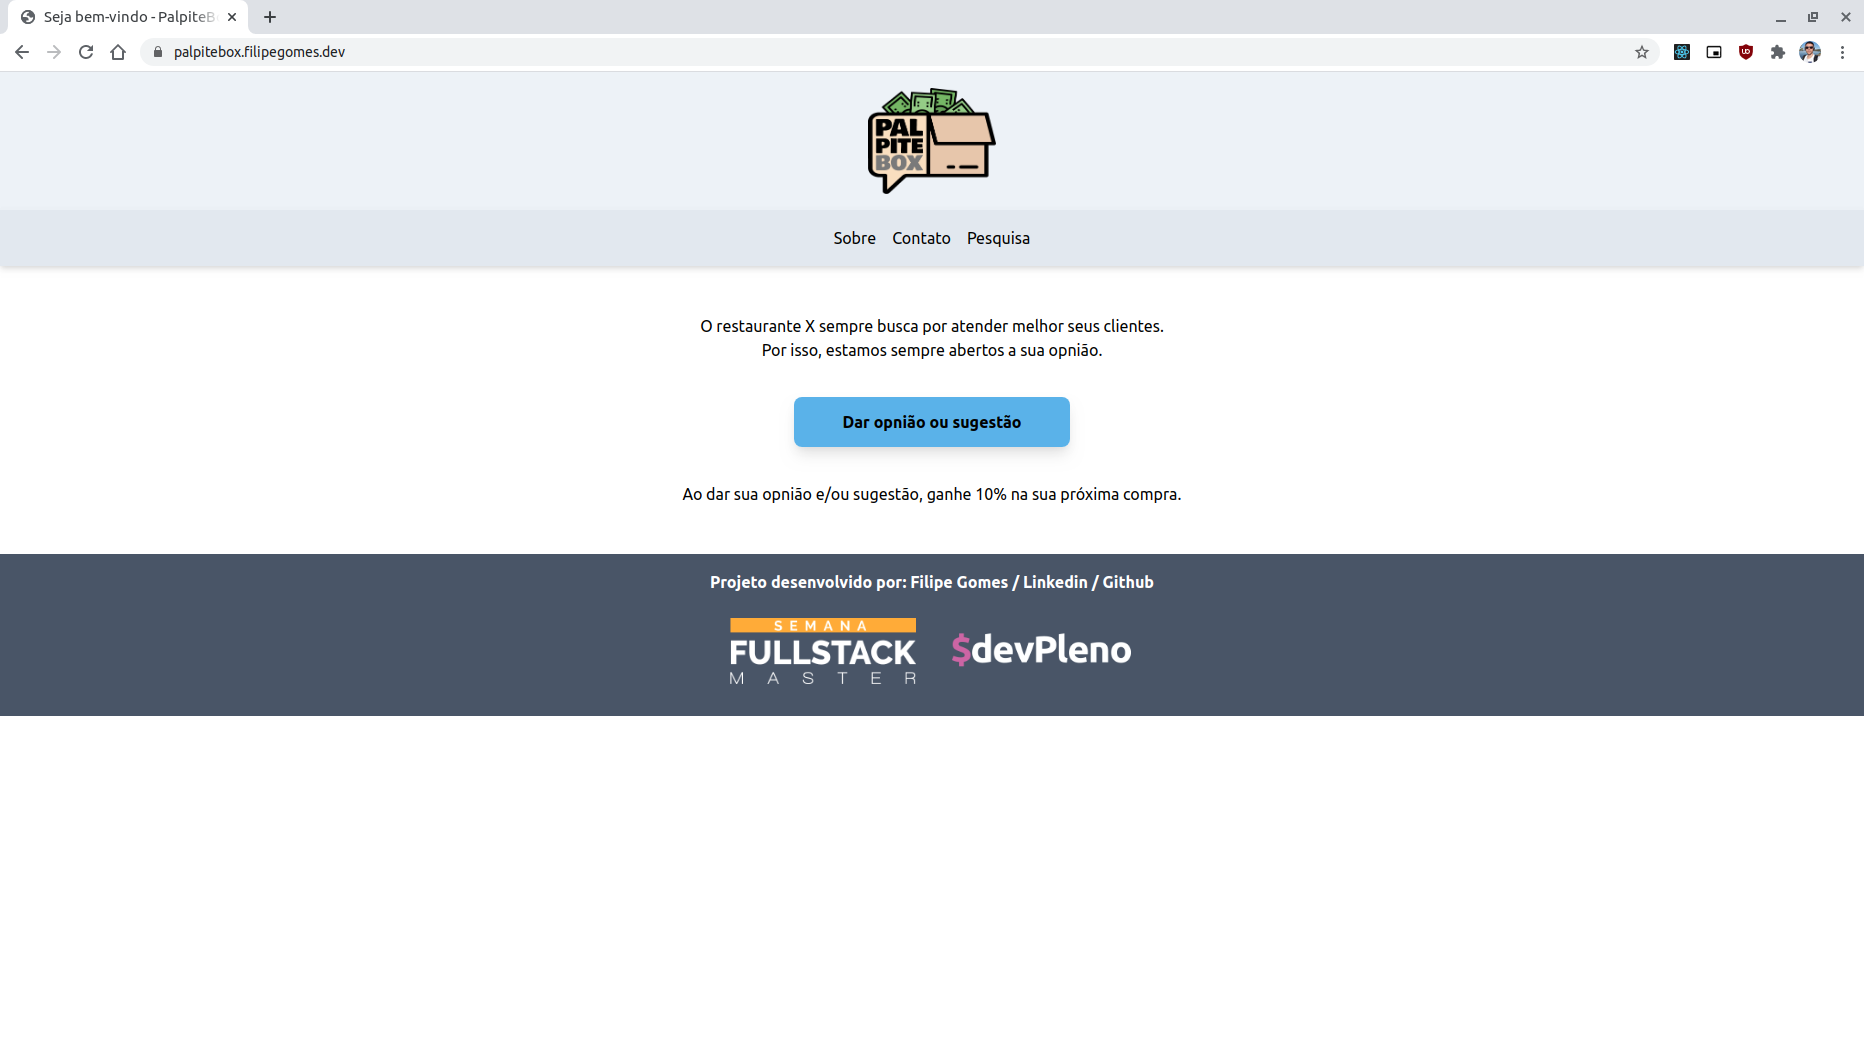 Seja bem-vindo - PalpiteB
palpitebox.filipegomes.dev
PAL
PITE
BOX
Sobre Contato Pesquisa
O restaurante X sempre busca por atender melhor seus clientes.
Por isso, estamos sempre abertos a sua opnião.
Dar opnião ou sugestão
Ao dar sua opnião e/ou sugestão, ganhe 10% na sua próxima compra.
Projeto desenvolvido por: Filipe Gomes / Linkedin / Github
SEMANA
FULLSTACK
MASTER
$devPleno